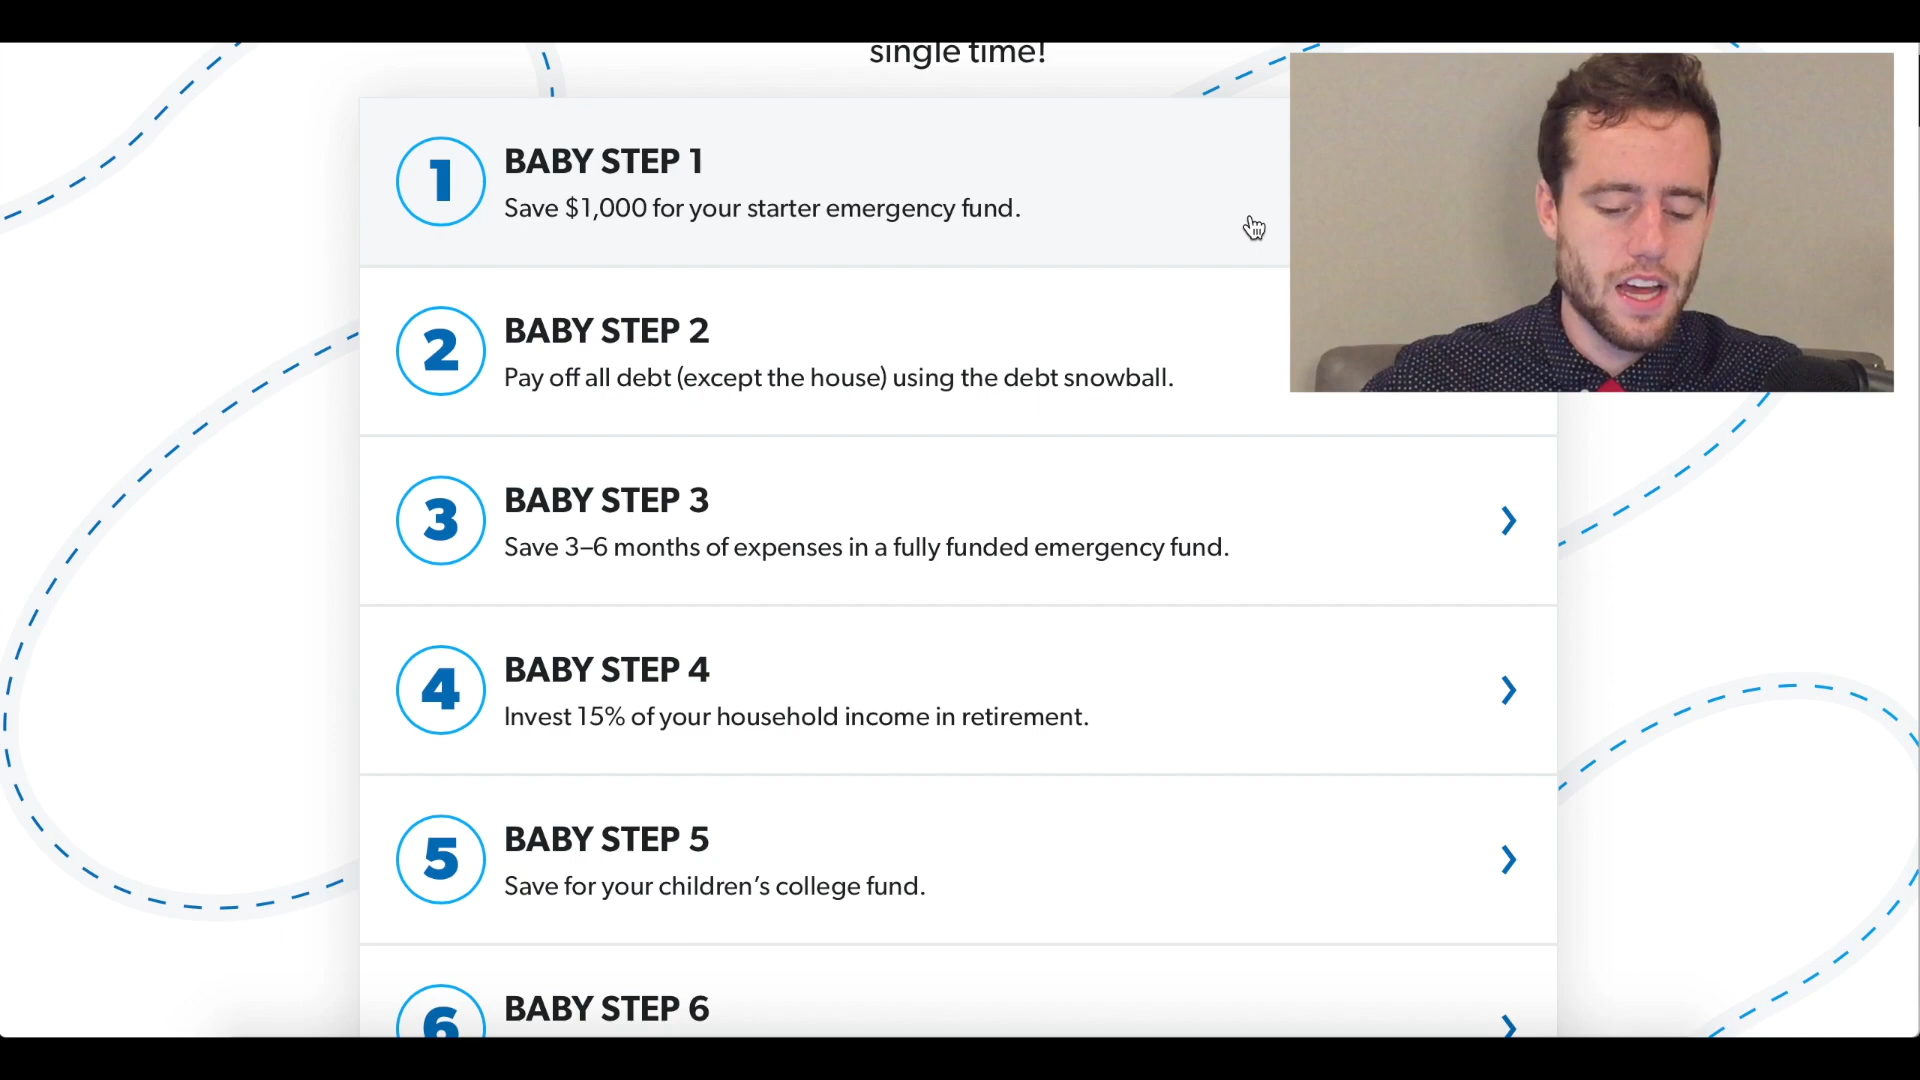 single time!
1
BABY STEP 1
Save $1,000 for your starter emergency fund.
2
BABY STEP 2
Pay off all debt (except the house) using the debt snowball.
3
BABY STEP 3
Save 3–6 months of expenses in a fully funded emergency fund.
4
BABY STEP 4
Invest 15% of your household income in retirement.
5
BABY STEP 5
Save for your children’s college fund.
6
BABY STEP 6